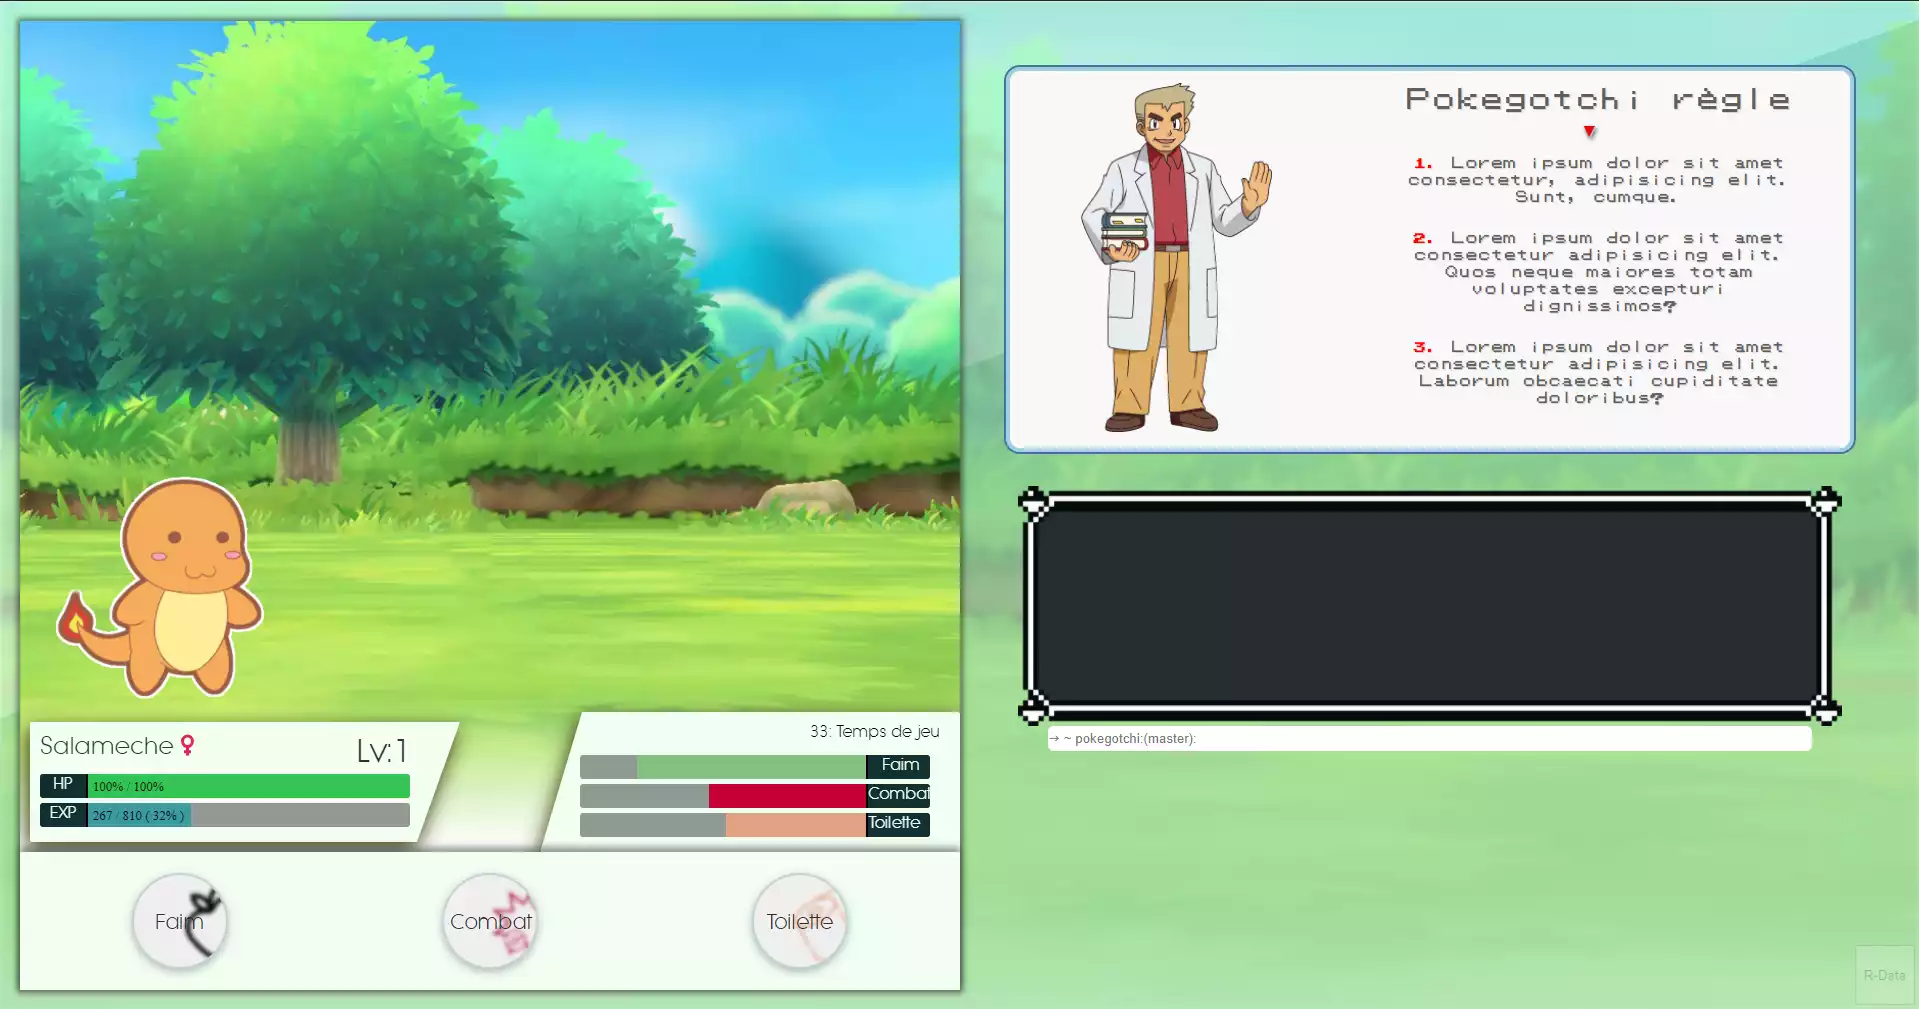 Salameche ♀
Lv:1
HP 100% / 100%
EXP 267 / 810 ( 32% )
33: Temps de jeu
Faim
Combat
Toilette
Faim
Combat
Toilette
Pokegotchi règle
1. Lorem ipsum dolor sit amet
consectetur, adipisicing elit.
Sunt, cumque.
2. Lorem ipsum dolor sit amet
consectetur adipisicing elit.
Quos neque maiores totam
voluptates excepturi
dignissimos?
3. Lorem ipsum dolor sit amet
consectetur adipisicing elit.
Laborum obcaecati cupiditate
doloribus?
→ ~ pokegotchi:(master):
R-Data